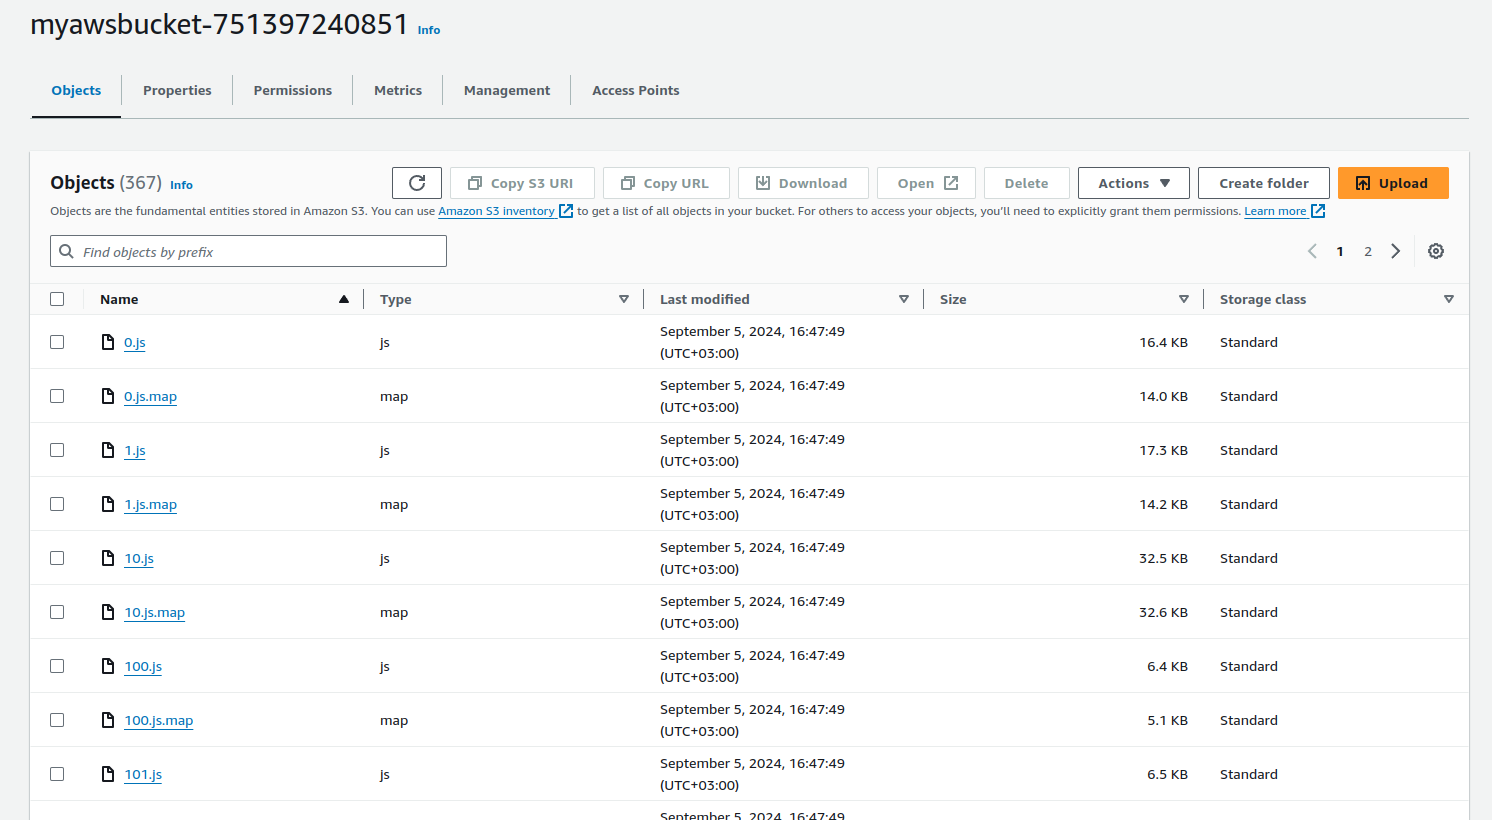 myawsbucket-751397240851 Info
Objects Properties Permissions Metrics Management Access Points
Objects (367) Info Copy S3 URI Copy URL Download Open Delete Actions Create folder Upload
Objects are the fundamental entities stored in Amazon S3. You can use Amazon S3 inventory to get a list of all objects in your bucket. For others to access your objects, you'll need to explicitly grant them permissions. Learn more
Find objects by prefix 1 2
Name Type Last modified Size Storage class
0.js js September 5, 2024, 16:47:49 (UTC+03:00) 16.4 KB Standard
0.js.map map September 5, 2024, 16:47:49 (UTC+03:00) 14.0 KB Standard
1.js js September 5, 2024, 16:47:49 (UTC+03:00) 17.3 KB Standard
1.js.map map September 5, 2024, 16:47:49 (UTC+03:00) 14.2 KB Standard
10.js js September 5, 2024, 16:47:49 (UTC+03:00) 32.5 KB Standard
10.js.map map September 5, 2024, 16:47:49 (UTC+03:00) 32.6 KB Standard
100.js js September 5, 2024, 16:47:49 (UTC+03:00) 6.4 KB Standard
100.js.map map September 5, 2024, 16:47:49 (UTC+03:00) 5.1 KB Standard
101.js js September 5, 2024, 16:47:49 (UTC+03:00) 6.5 KB Standard
September 5, 2024, 16:47:49